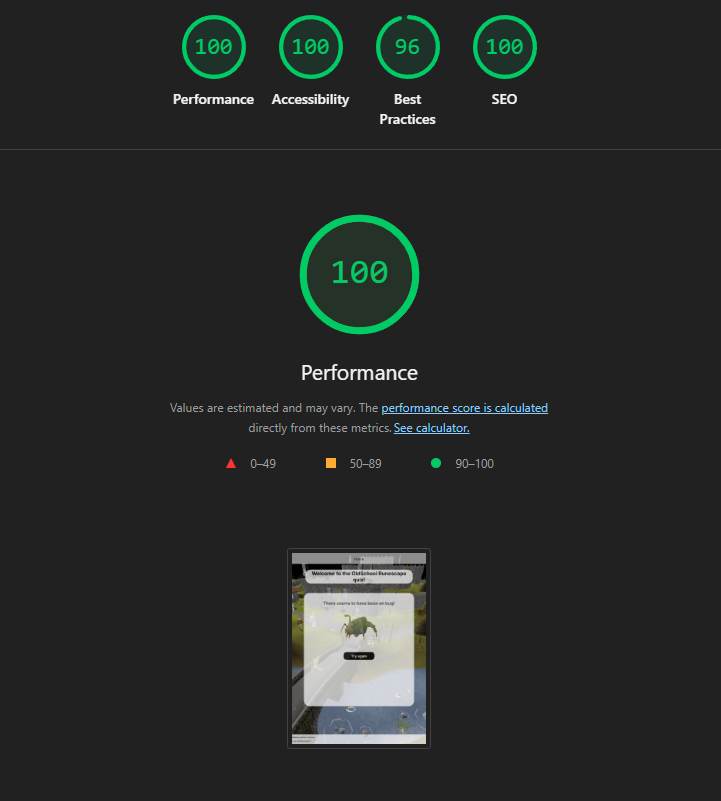 100
100
96
100
Performance
Accessibility
Best
Practices
SEO
100
Performance
Values are estimated and may vary. The performance score is calculated
directly from these metrics. See calculator.
0–49
50–89
90–100
Welcome to the OldSchool Runescape
quiz!
There seems to have been an bug!
Try again